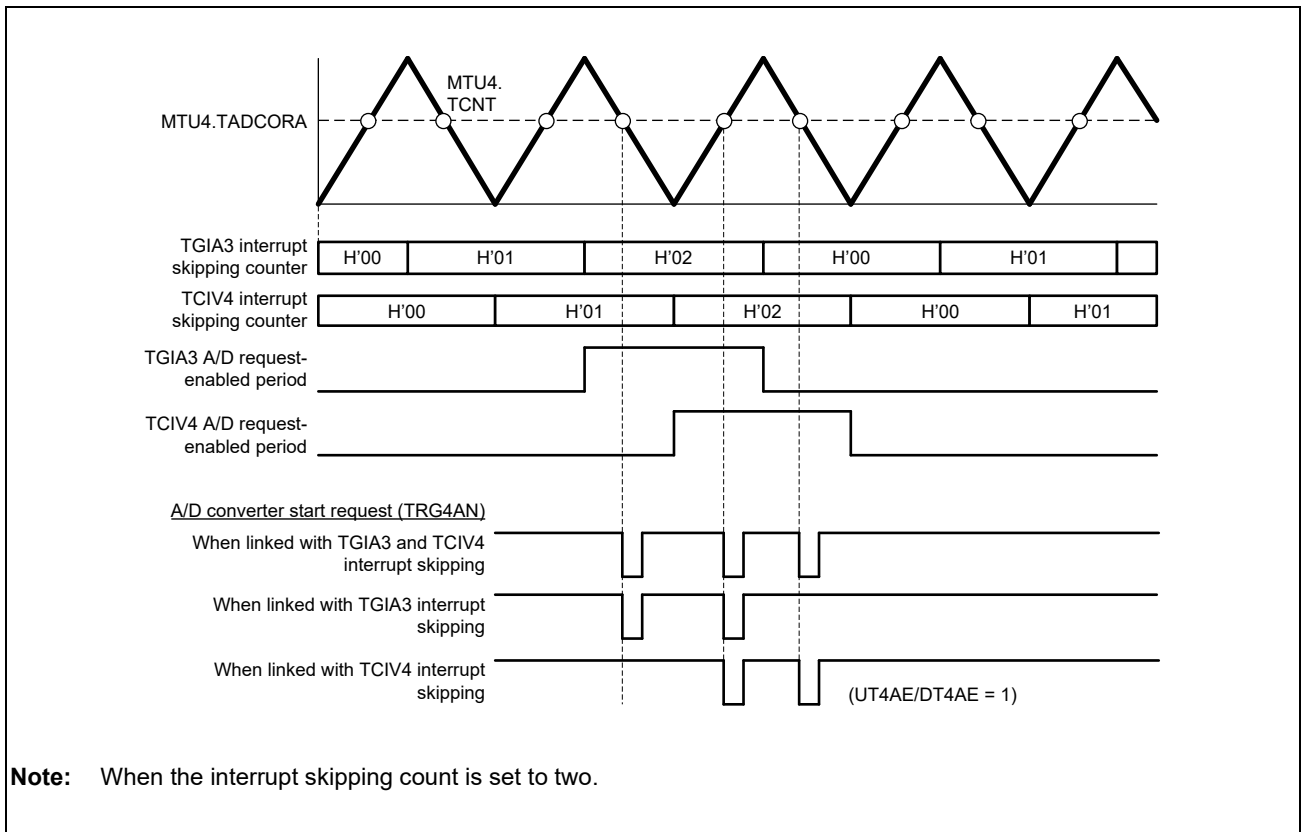 MTU4.
TCNT
MTU4.TADCORA
TGIA3 interrupt
skipping counter
H'00 H'01 H'02 H'00 H'01
TCIV4 interrupt
skipping counter
H'00 H'01 H'02 H'00 H'01
TGIA3 A/D request-
enabled period
TCIV4 A/D request-
enabled period
A/D converter start request (TRG4AN)
When linked with TGIA3 and TCIV4
interrupt skipping
When linked with TGIA3 interrupt
skipping
When linked with TCIV4 interrupt
skipping
(UT4AE/DT4AE = 1)
Note: When the interrupt skipping count is set to two.